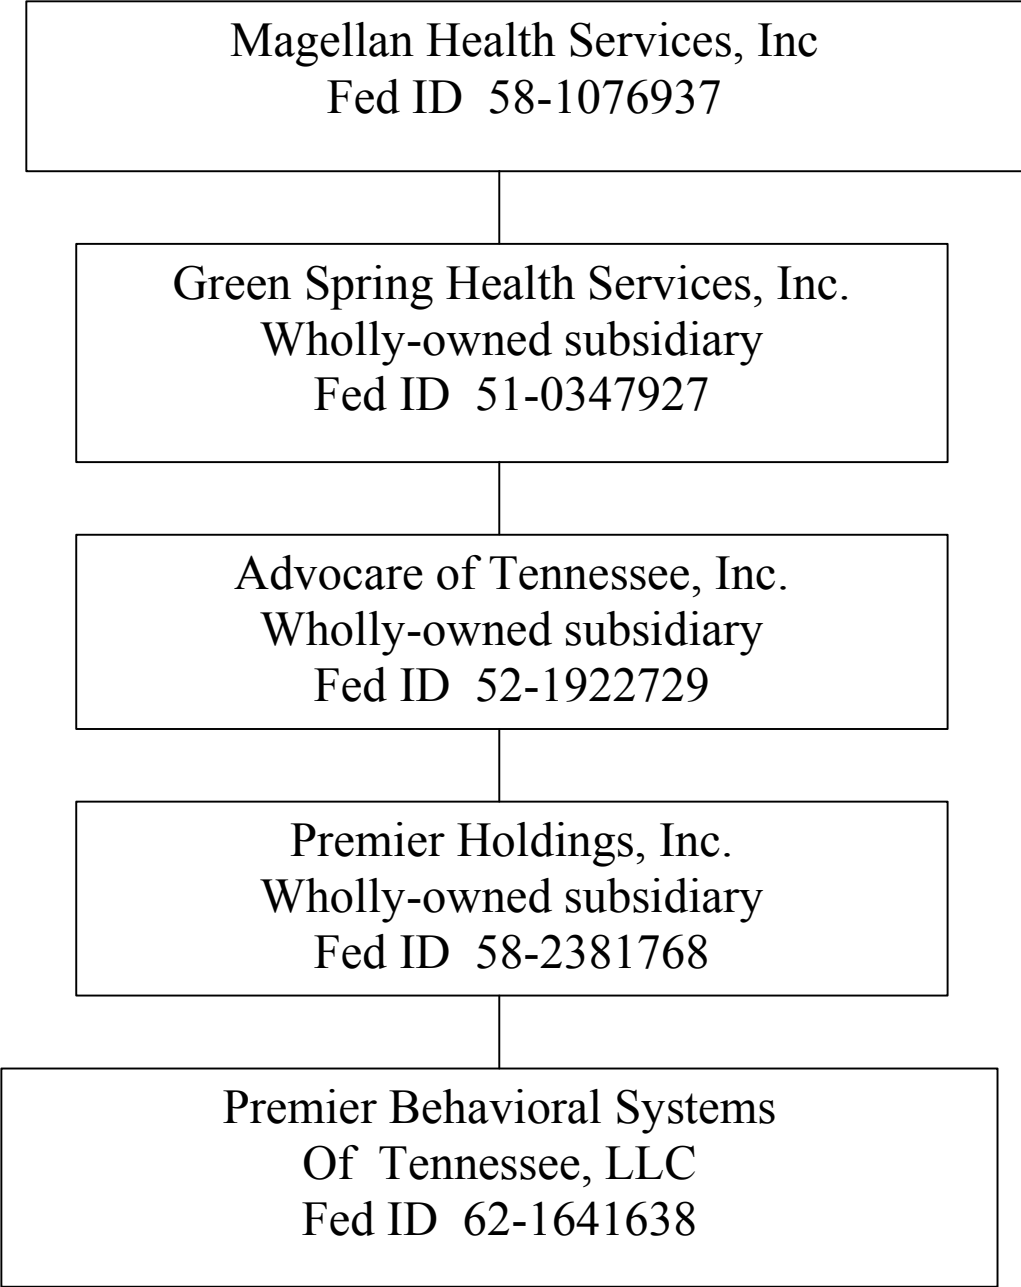 Magellan Health Services, Inc
Fed ID 58-1076937
Green Spring Health Services, Inc.
Wholly-owned subsidiary
Fed ID 51-0347927
Advocare of Tennessee, Inc.
Wholly-owned subsidiary
Fed ID 52-1922729
Premier Holdings, Inc.
Wholly-owned subsidiary
Fed ID 58-2381768
Premier Behavioral Systems
Of Tennessee, LLC
Fed ID 62-1641638